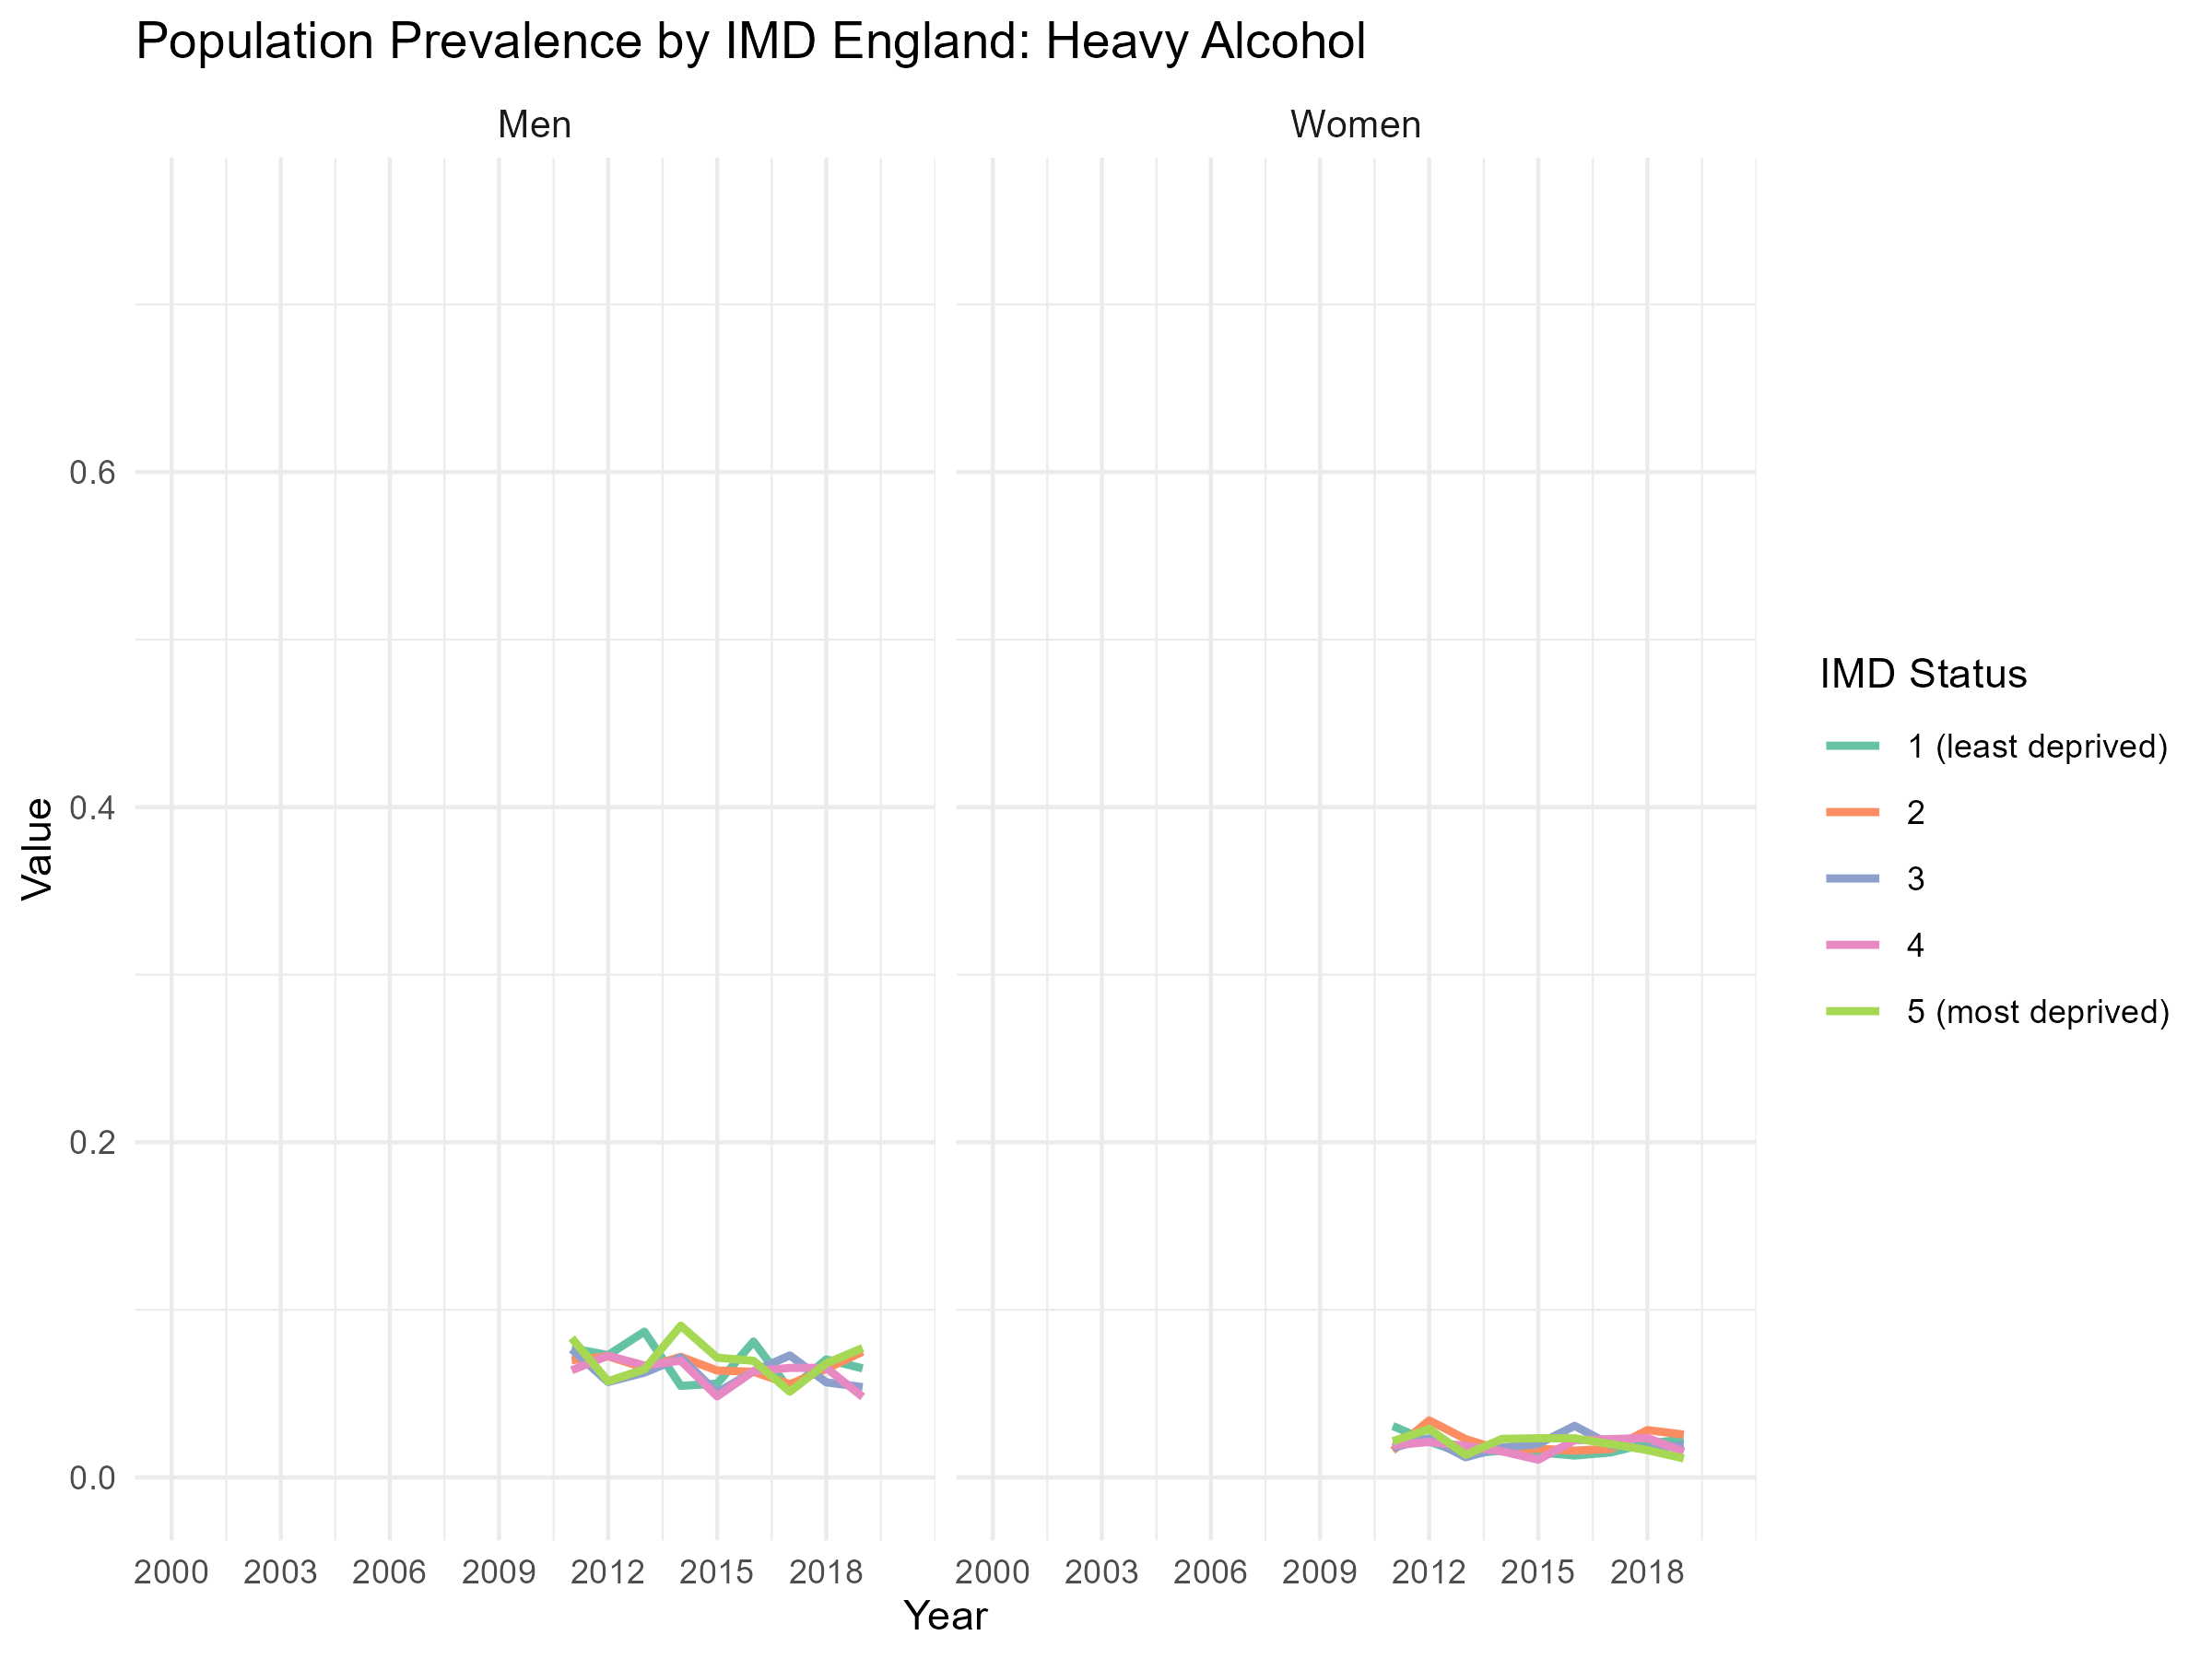 Population Prevalence by IMD England: Heavy Alcohol
Men
Women
0.6
0.4
0.2
0.0
Value
2000 2003 2006 2009 2012 2015 2018
2000 2003 2006 2009 2012 2015 2018
Year
IMD Status
1 (least deprived)
2
3
4
5 (most deprived)